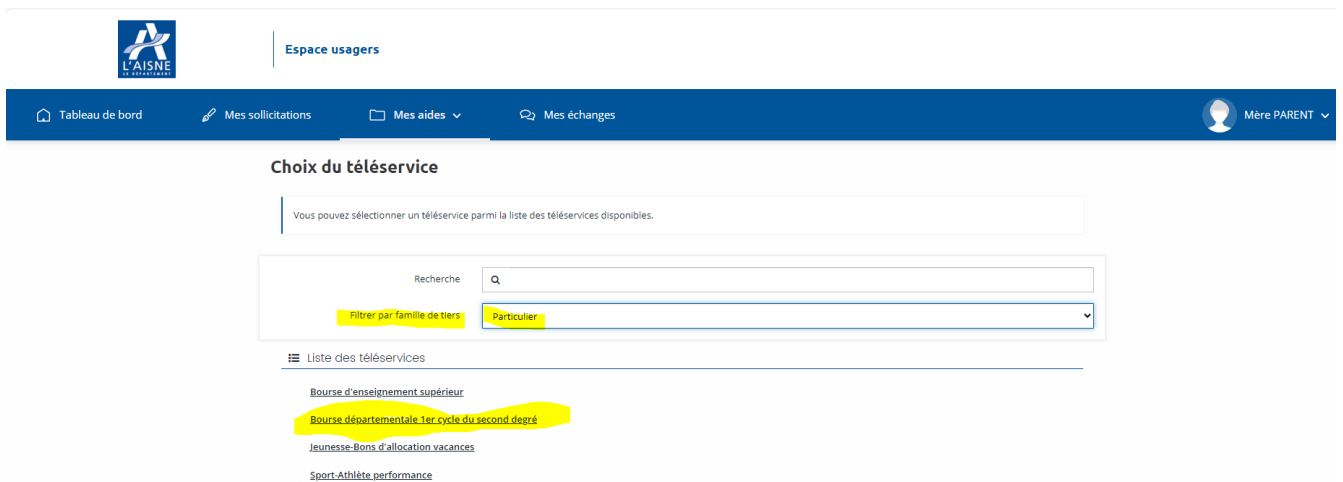 L'AISNE
LE DÉPARTEMENT
Espace usagers
Tableau de bord Mes sollicitations Mes aides Mes échanges Mère PARENT
Choix du téléservice
Vous pouvez sélectionner un téléservice parmi la liste des téléservices disponibles.
Recherche
Filtrer par famille de tiers Particulier
Liste des téléservices
Bourse d'enseignement supérieur
Bourse départementale 1er cycle du second degré
Jeunesse-Bons d'allocation vacances
Sport-Athlète performance